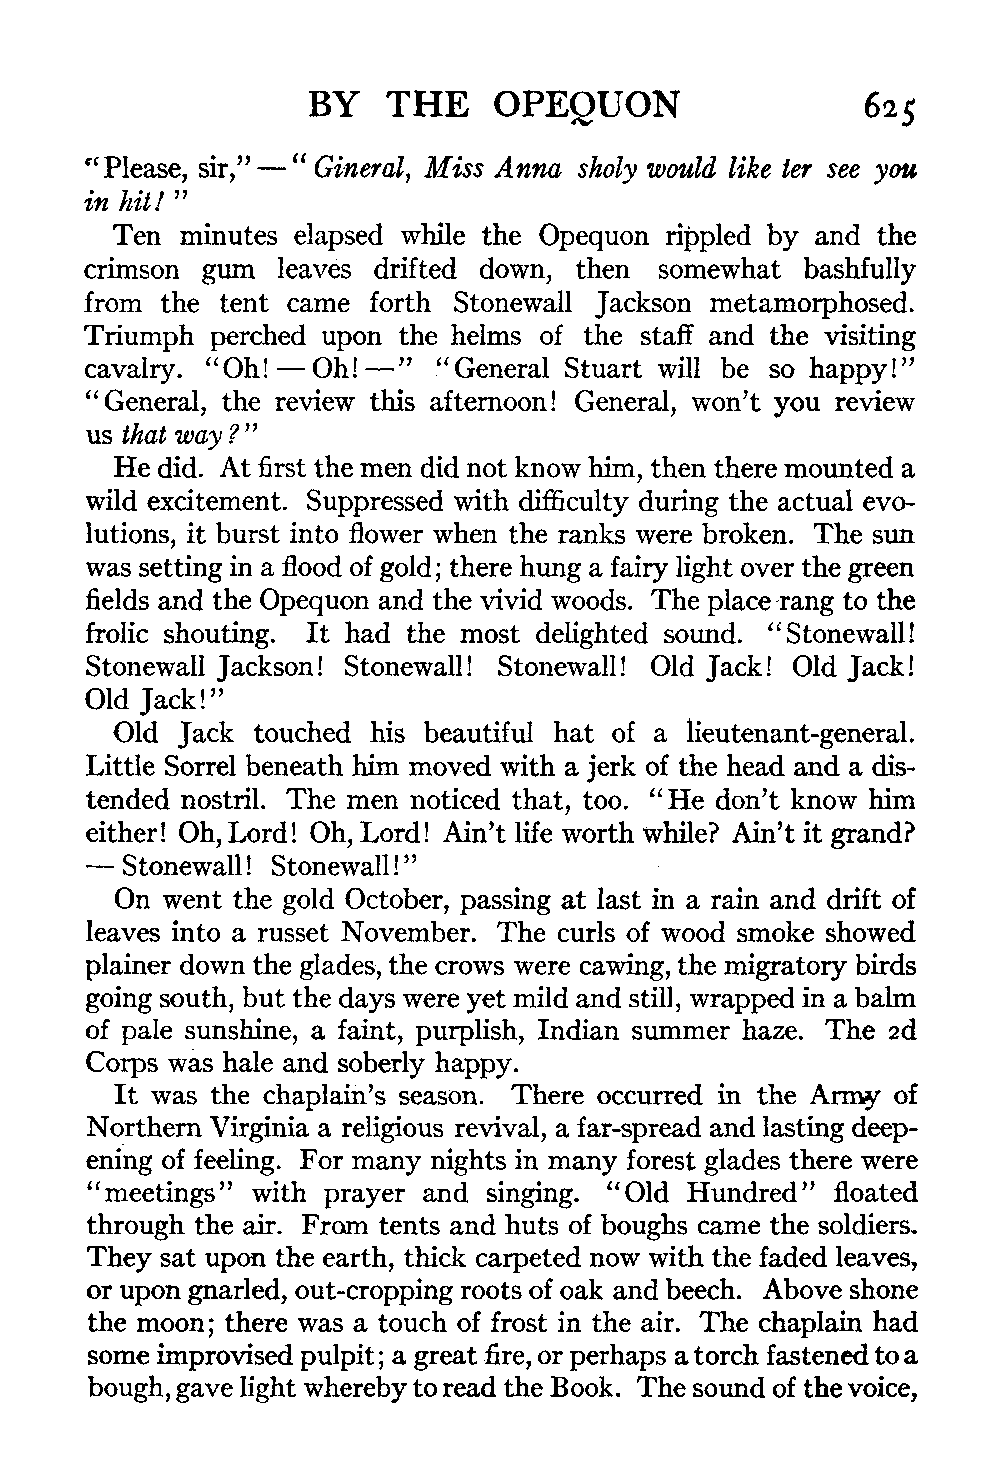 BY THE OPEQUON 625
"Please, sir," — "Gineral, Miss Anna sholy would like ter see you
in hit!"
Ten minutes elapsed while the Opequon rippled by and the
crimson gum leaves drifted down, then somewhat bashfully
from the tent came forth Stonewall Jackson metamorphosed.
Triumph perched upon the helms of the staff and the visiting
cavalry. "Oh! — Oh! —" "General Stuart will be so happy!"
"General, the review this afternoon! General, won't you review
us that way?"
He did. At first the men did not know him, then there mounted a
wild excitement. Suppressed with difficulty during the actual evo-
lutions, it burst into flower when the ranks were broken. The sun
was setting in a flood of gold; there hung a fairy light over the green
fields and the Opequon and the vivid woods. The place rang to the
frolic shouting. It had the most delighted sound. "Stonewall!
Stonewall Jackson! Stonewall! Stonewall! Old Jack! Old Jack!
Old Jack!"
Old Jack touched his beautiful hat of a lieutenant-general.
Little Sorrel beneath him moved with a jerk of the head and a dis-
tended nostril. The men noticed that, too. "He don't know him
either! Oh, Lord! Oh, Lord! Ain't life worth while? Ain't it grand?
— Stonewall! Stonewall!"
On went the gold October, passing at last in a rain and drift of
leaves into a russet November. The curls of wood smoke showed
plainer down the glades, the crows were cawing, the migratory birds
going south, but the days were yet mild and still, wrapped in a balm
of pale sunshine, a faint, purplish, Indian summer haze. The 2d
Corps was hale and soberly happy.
It was the chaplain's season. There occurred in the Army of
Northern Virginia a religious revival, a far-spread and lasting deep-
ening of feeling. For many nights in many forest glades there were
"meetings" with prayer and singing. "Old Hundred" floated
through the air. From tents and huts of boughs came the soldiers.
They sat upon the earth, thick carpeted now with the faded leaves,
or upon gnarled, out-cropping roots of oak and beech. Above shone
the moon; there was a touch of frost in the air. The chaplain had
some improvised pulpit; a great fire, or perhaps a torch fastened to a
bough, gave light whereby to read the Book. The sound of the voice,